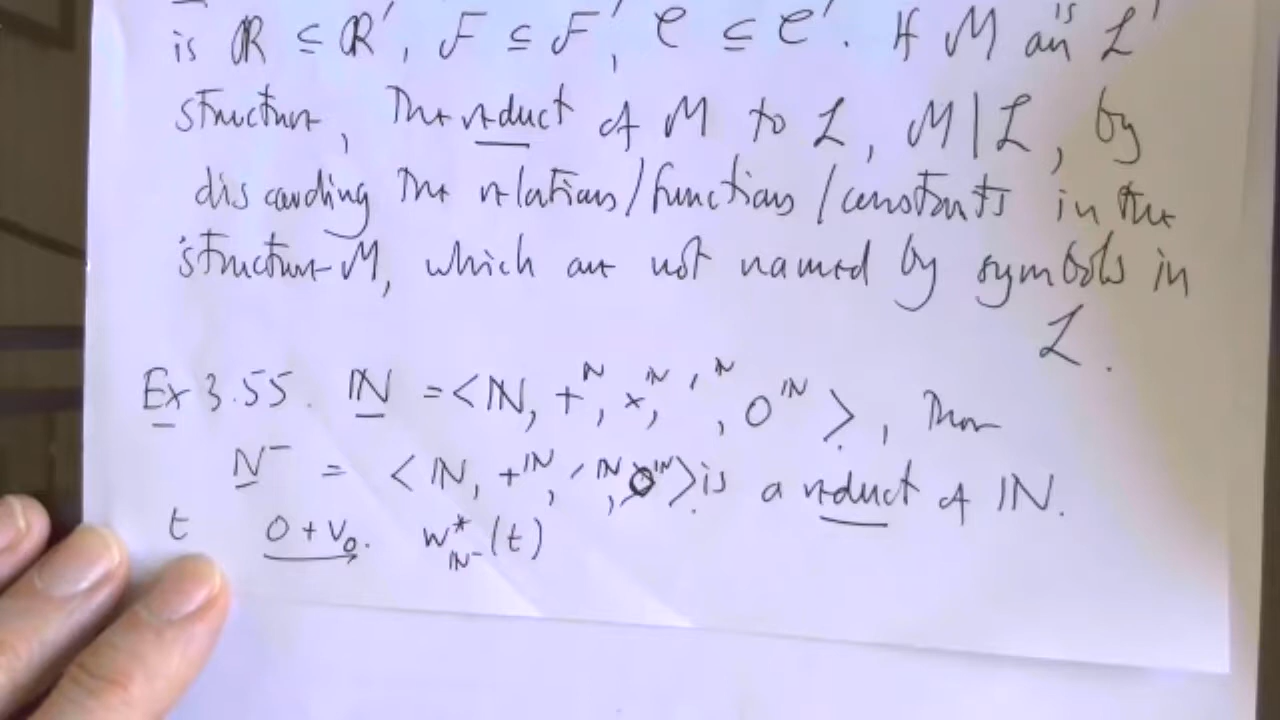 is ℛ ⊆ ℛ', ℱ ⊆ ℱ', 𝒞 ⊆ 𝒞'. If ℳ is an ℒ'
structure, The reduct of ℳ to ℒ, ℳ|ℒ, by
discarding the relations/functions/constants in the
structure ℳ, which are not named by symbols in
ℒ.
Ex 3.55. ℕ = <ℕ, +^ℕ, ×^ℕ, ′^ℕ, 0^ℕ>, Then
ℕ⁻ = <ℕ, +^ℕ, ′^ℕ, 0^ℕ> is a reduct of ℕ.
t 0 + v₀. w*_ℕ⁻(t)